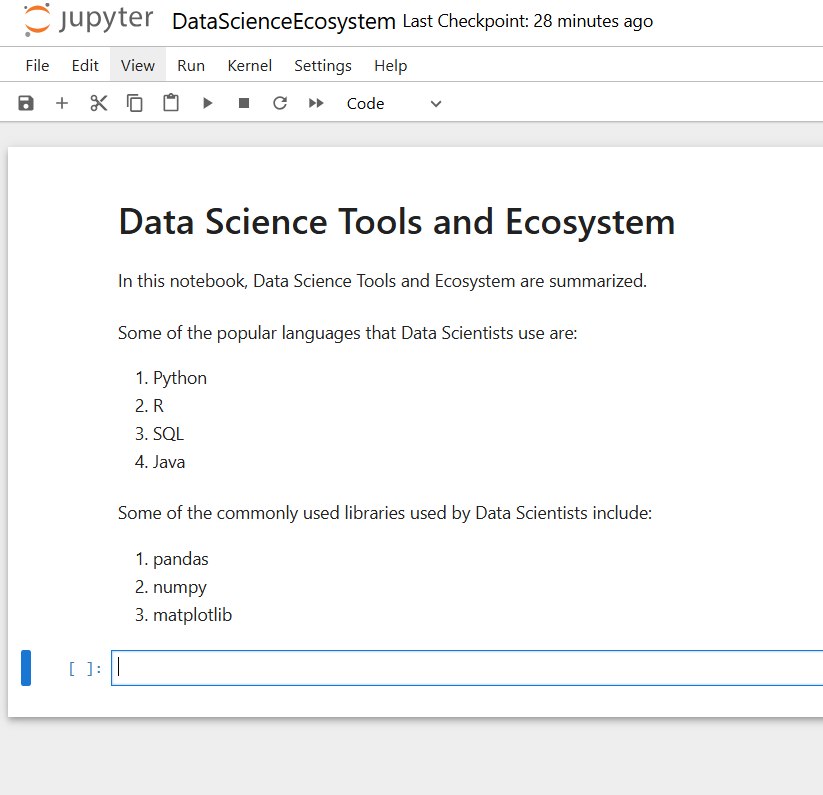 jupyter DataScienceEcosystem Last Checkpoint: 28 minutes ago
File Edit View Run Kernel Settings Help
Code
Data Science Tools and Ecosystem
In this notebook, Data Science Tools and Ecosystem are summarized.
Some of the popular languages that Data Scientists use are:
1. Python
2. R
3. SQL
4. Java
Some of the commonly used libraries used by Data Scientists include:
1. pandas
2. numpy
3. matplotlib
[ ]: